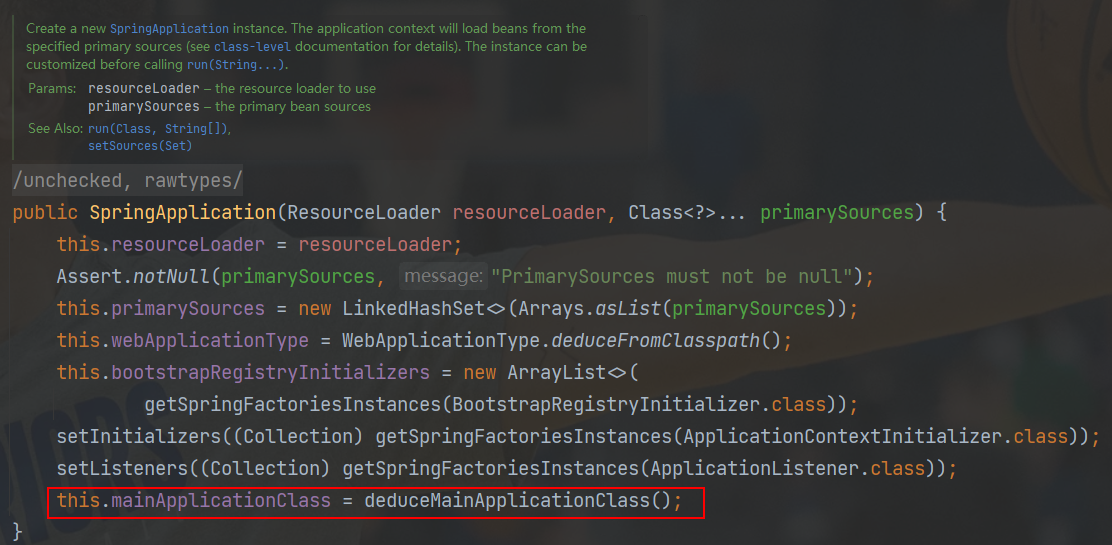 Create a new SpringApplication instance. The application context will load beans from the
specified primary sources (see class-level documentation for details). The instance can be
customized before calling run(String...).
Params: resourceLoader – the resource loader to use
primarySources – the primary bean sources
See Also: run(Class, String[]),
setSources(Set)
/unchecked, rawtypes/
public SpringApplication(ResourceLoader resourceLoader, Class<?>... primarySources) {
this.resourceLoader = resourceLoader;
Assert.notNull(primarySources, message: "PrimarySources must not be null");
this.primarySources = new LinkedHashSet<>(Arrays.asList(primarySources));
this.webApplicationType = WebApplicationType.deduceFromClasspath();
this.bootstrapRegistryInitializers = new ArrayList<>(
getSpringFactoriesInstances(BootstrapRegistryInitializer.class));
setInitializers((Collection) getSpringFactoriesInstances(ApplicationContextInitializer.class));
setListeners((Collection) getSpringFactoriesInstances(ApplicationListener.class));
this.mainApplicationClass = deduceMainApplicationClass();
}